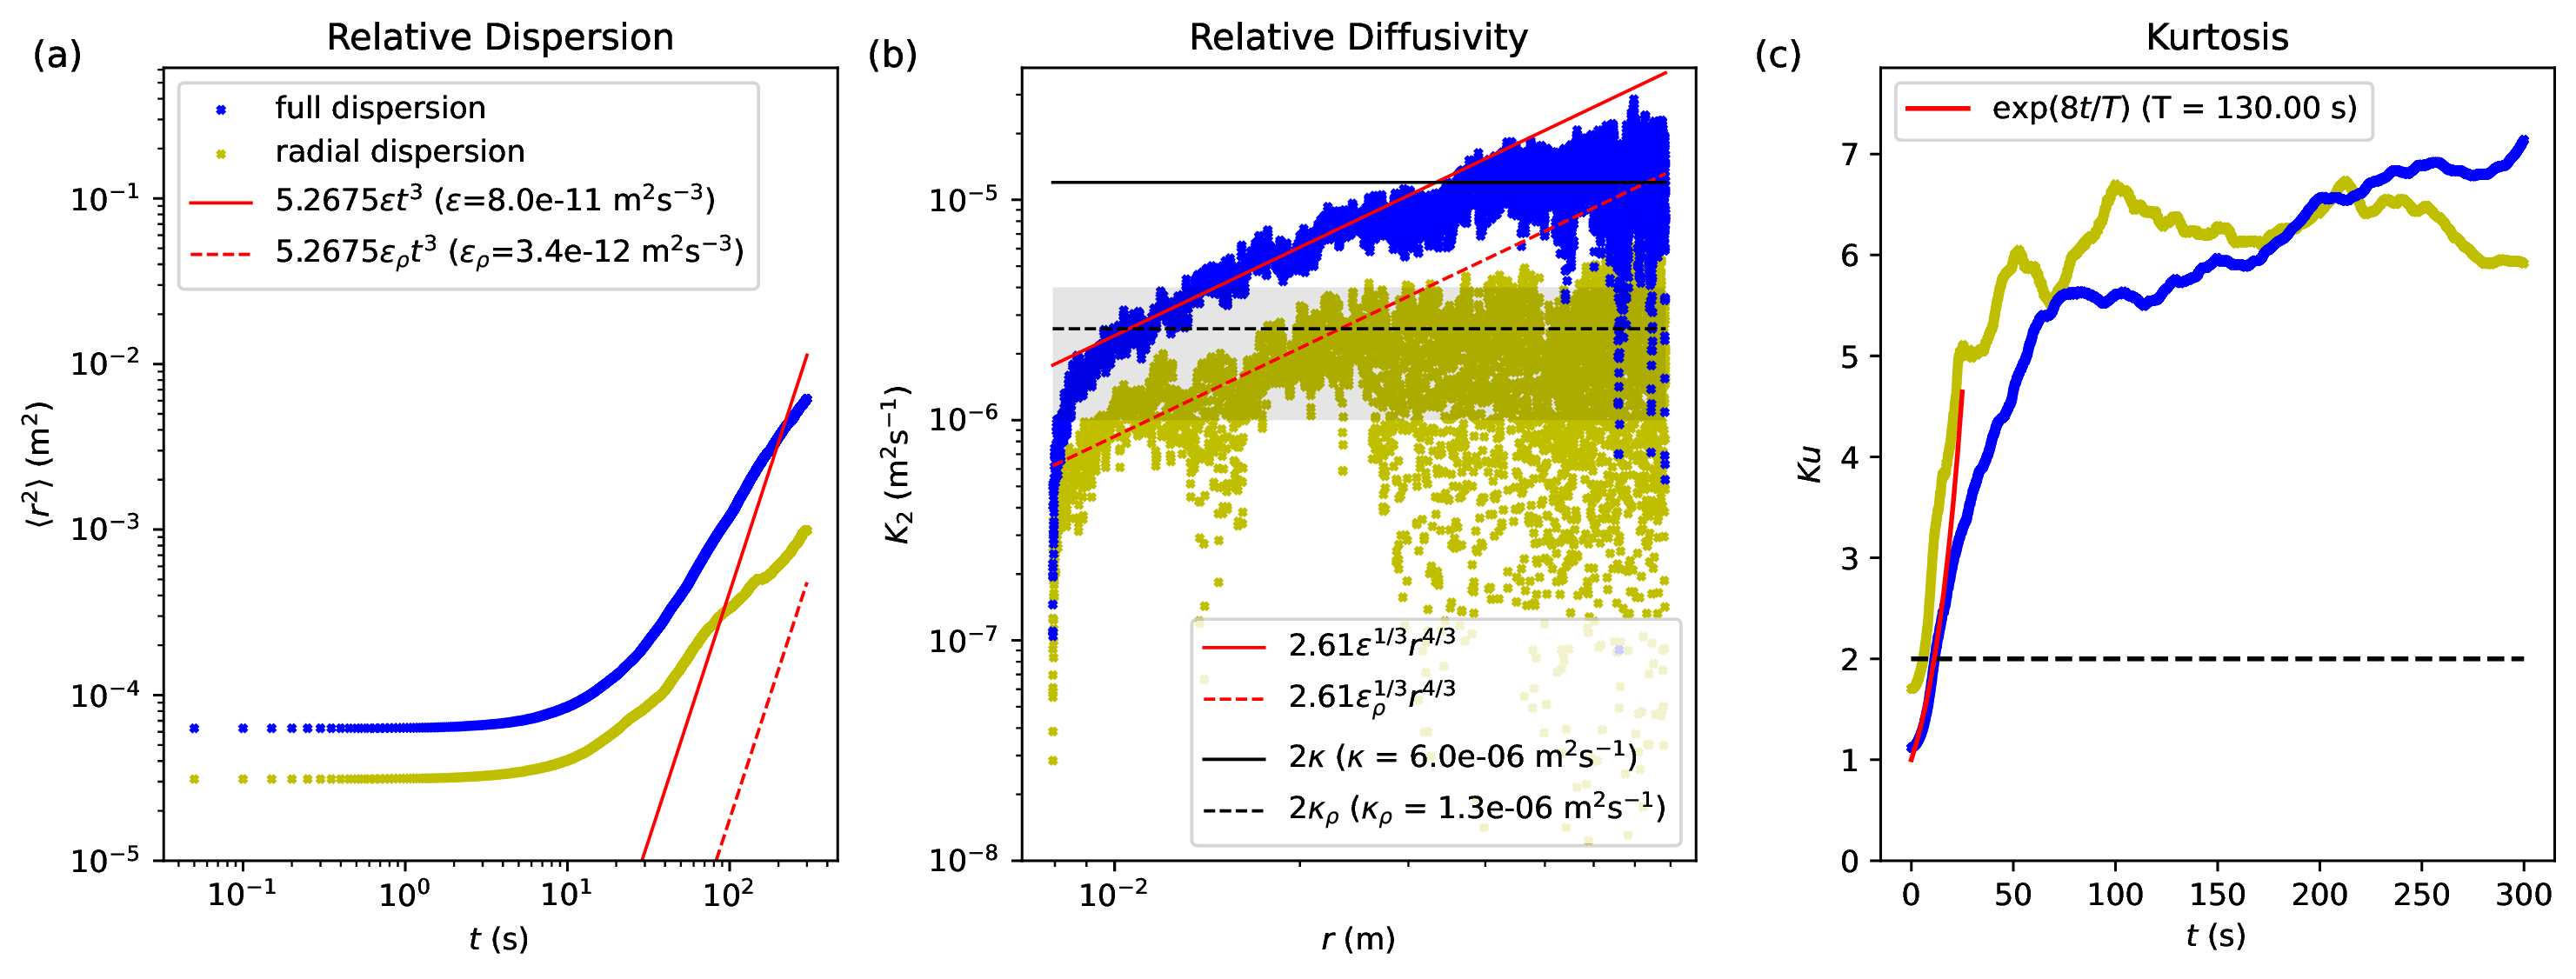 (a)
Relative Dispersion
full dispersion
radial dispersion
5.2675εt³ (ε=8.0e-11 m²s⁻³)
5.2675ε_ρt³ (ε_ρ=3.4e-12 m²s⁻³)
10⁻¹
10⁻²
10⁻³
10⁻⁴
10⁻⁵
⟨r²⟩ (m²)
10⁻¹ 10⁰ 10¹ 10²
t (s)
(b)
Relative Diffusivity
10⁻⁵
10⁻⁶
10⁻⁷
10⁻⁸
K₂ (m²s⁻¹)
2.61ε^{1/3}r^{4/3}
2.61ε_ρ^{1/3}r^{4/3}
2κ (κ = 6.0e-06 m²s⁻¹)
2κ_ρ (κ_ρ = 1.3e-06 m²s⁻¹)
10⁻²
r (m)
(c)
Kurtosis
exp(8t/T) (T = 130.00 s)
7
6
5
4
3
2
1
0
Ku
0 50 100 150 200 250 300
t (s)